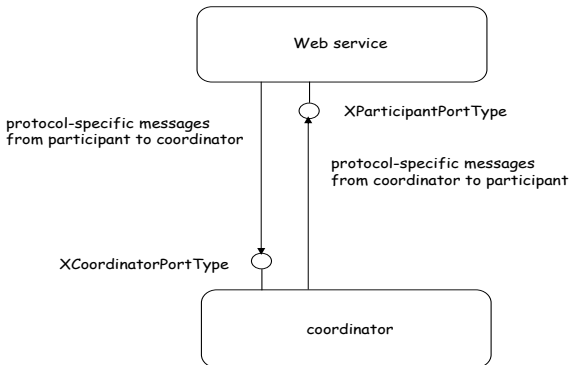 Web service
XParticipantPortType
protocol-specific messages
from participant to coordinator
protocol-specific messages
from coordinator to participant
XCoordinatorPortType
coordinator